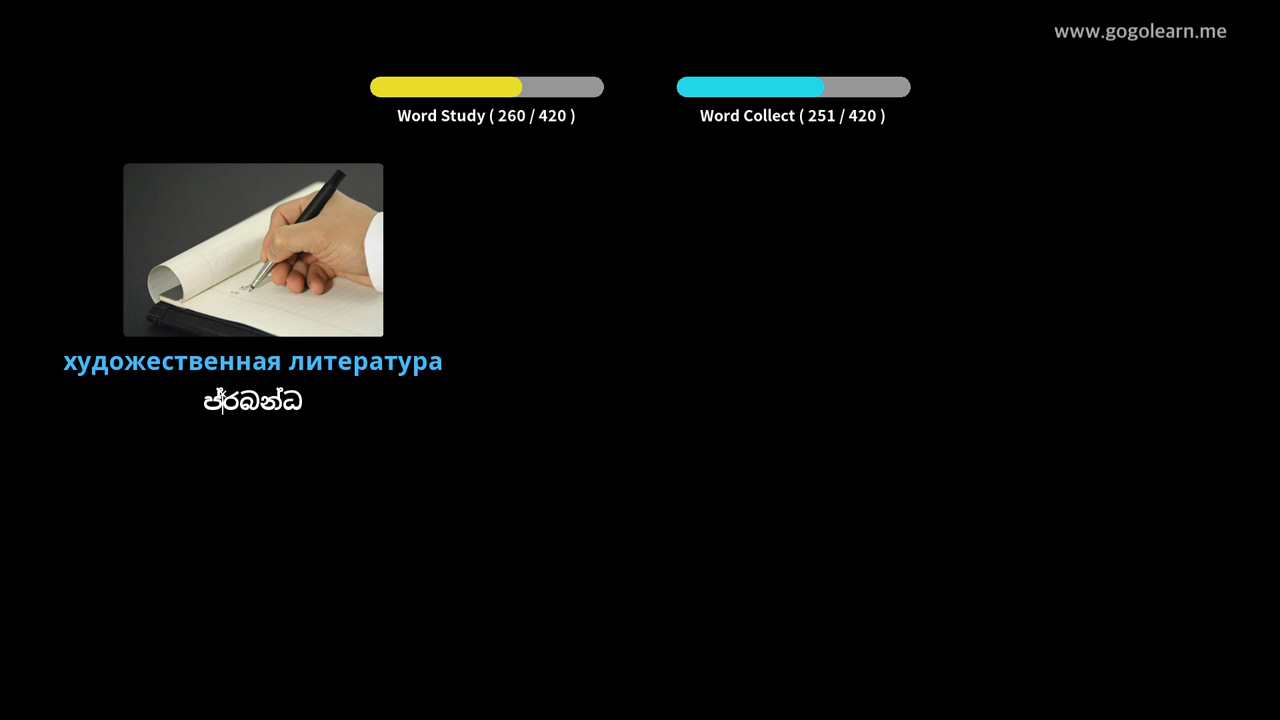 www.gogolearn.me
Word Study ( 260 / 420 )
Word Collect ( 251 / 420 )
художественная литература
ප්‍රබන්ධ